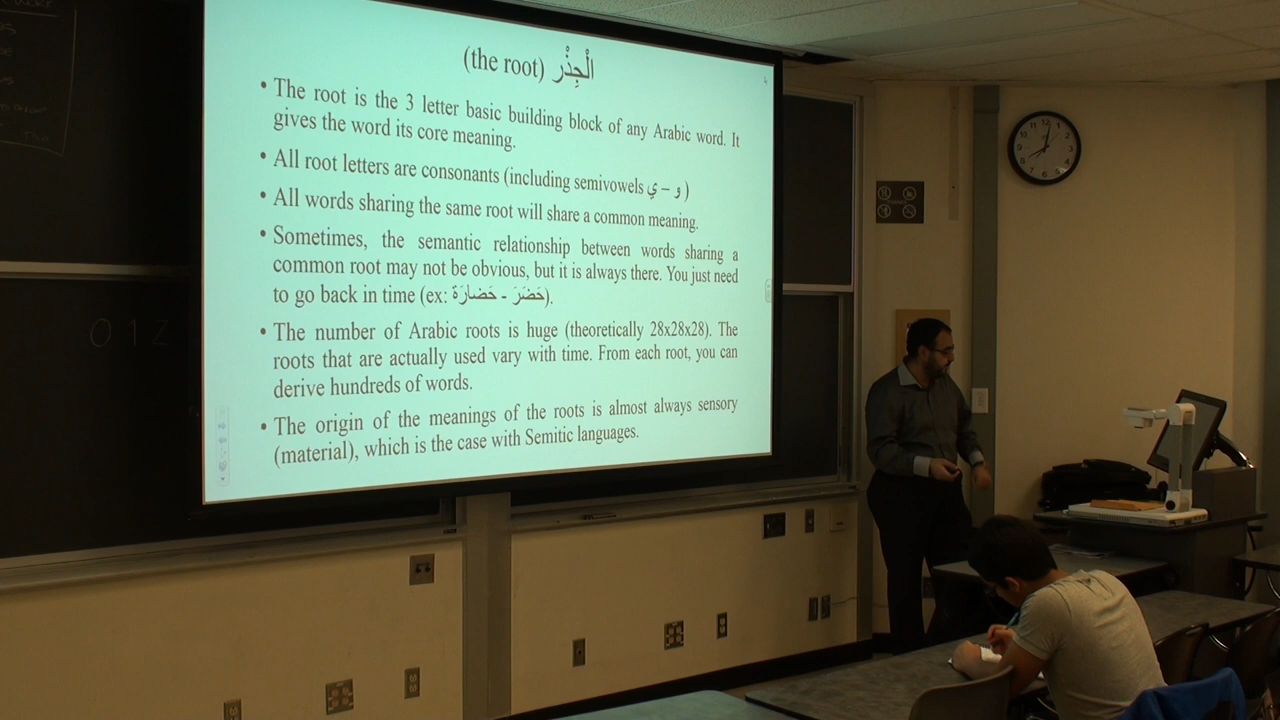 (the root) الْجِذْر
• The root is the 3 letter basic building block of any Arabic word. It
gives the word its core meaning.
• All root letters are consonants (including semivowels و – ي )
• All words sharing the same root will share a common meaning.
• Sometimes, the semantic relationship between words sharing a
common root may not be obvious, but it is always there. You just need
to go back in time (ex: حَضَرَ - حَضارَة).
• The number of Arabic roots is huge (theoretically 28x28x28). The
roots that are actually used vary with time. From each root, you can
derive hundreds of words.
• The origin of the meanings of the roots is almost always sensory
(material), which is the case with Semitic languages.
0 1 2